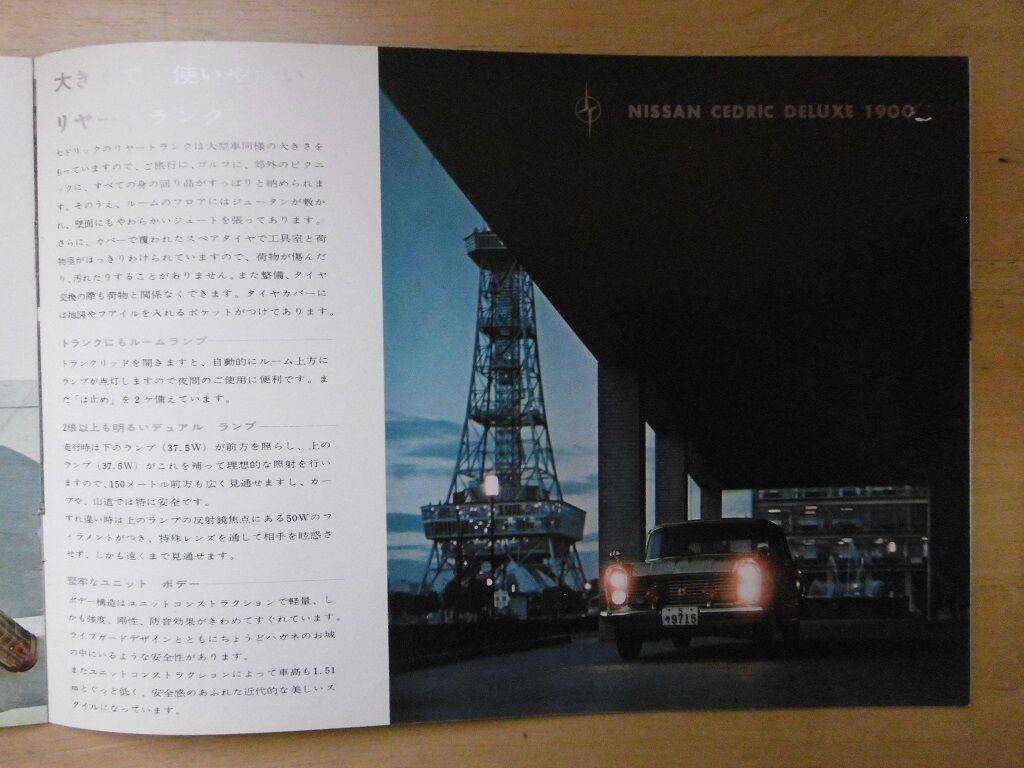 大きくて 使いやすい
リヤートランク
セドリックのリヤートランクは大型車同様の大きさを
もっていますので、ご旅行に、ゴルフに、郊外のピクニ
ックに、すべての身の回り品がすっぽりと納められま
す。そのうえ、ルームのフロアにはジュータンが敷か
れ、壁面にもやわらかいジュートを張ってあります。
さらに、カバーで覆われたスペアタイヤで工具室と荷
物室がはっきりわけられていますので、荷物が傷んだ
り、汚れたりすることがありません。また整備、タイヤ
交換の際も荷物と関係なくできます。タイヤカバーに
は地図やファイルを入れるポケットがつけてあります。
トランクにもルームランプ
トランクリッドを開きますと、自動的にルーム上方に
ランプが点灯しますので夜間のご使用に便利です。ま
た「は止め」を2ケ備えています。
2倍以上も明るいデュアル ランプ
走行時は下のランプ(37.5W)が前方を照らし、上の
ランプ(37.5W)がこれを補って理想的な照射を行い
ますので、150メートル前方も広く見通せますし、カー
ブや、山道では特に安全です。
すれ違い時は上のランプの反射鏡焦点にある50Wのフ
ィラメントがつき、特殊レンズを通して相手を眩惑さ
せず、しかも遠くまで見通せます。
堅牢なユニット ボデー
ボデー構造はユニットコンストラクションで軽量、し
かも強度、剛性、防音効果がきわめてすぐれています。
ライフガードデザインとともにちょうどハガネのお城
の中にいるような安全性があります。
またユニットコンストラクションによって車高も1.51
mとぐっと低く、安全感のあふれた近代的な美しいス
タイルになっています。
NISSAN CEDRIC DELUXE 1900
9715